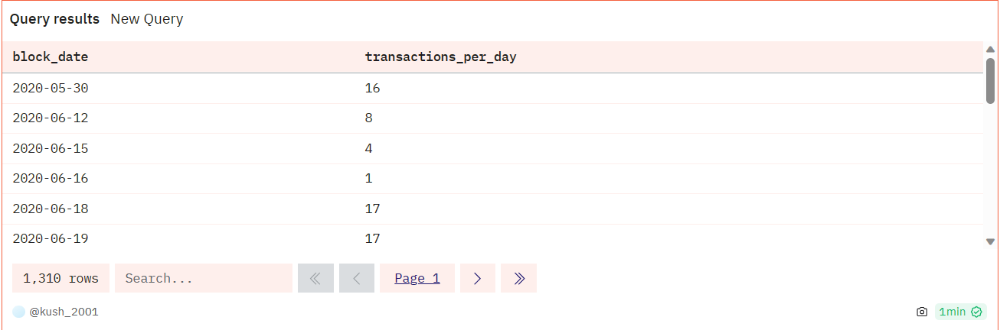 Query results New Query
block_date transactions_per_day
2020-05-30 16
2020-06-12 8
2020-06-15 4
2020-06-16 1
2020-06-18 17
2020-06-19 17
1,310 rows Search... Page 1
@kush_2001 1min